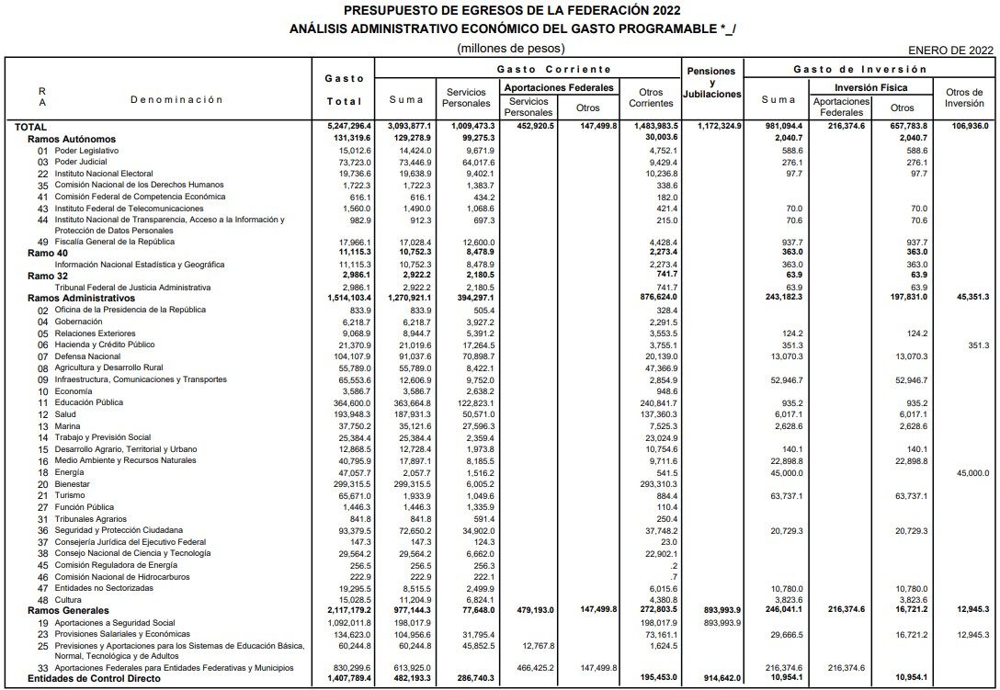 PRESUPUESTO DE EGRESOS DE LA FEDERACIÓN 2022
ANÁLISIS ADMINISTRATIVO ECONÓMICO DEL GASTO PROGRAMABLE *_/
(millones de pesos)
ENERO DE 2022
R A Denominación Gasto Total Gasto Corriente Pensiones y Jubilaciones Gasto de Inversión
Suma Servicios Personales Aportaciones Federales Otros Corrientes Suma Inversión Física Otros de Inversión
Servicios Personales Otros Aportaciones Federales Otro
TOTAL 5,247,296.4 3,093,877.1 1,009,473.3 452,920.5 147,499.8 1,483,983.5 1,172,324.9 981,094.4 216,374.6 657,783.8 106,936.0
Ramos Autónomos 131,319.6 129,278.9 99,275.3 30,003.6 2,040.7 2,040.7
01 Poder Legislativo 15,012.6 14,424.0 9,671.9 4,752.1 588.6 588.6
03 Poder Judicial 73,723.0 73,446.9 64,017.6 9,429.4 276.1 276.1
22 Instituto Nacional Electoral 19,736.6 19,638.9 9,402.1 10,236.8 97.7 97.7
35 Comisión Nacional de los Derechos Humanos 1,722.3 1,722.3 1,383.7 338.6
41 Comisión Federal de Competencia Económica 616.1 616.1 434.2 182.0
43 Instituto Federal de Telecomunicaciones 1,560.0 1,490.0 1,068.6 421.4 70.0 70.0
44 Instituto Nacional de Transparencia, Acceso a la Información y 982.9 912.3 697.3 215.0 70.6 70.6
Protección de Datos Personales
49 Fiscalía General de la República 17,966.1 17,028.4 12,600.0 4,428.4 937.7 937.7
Ramo 40 11,115.3 10,752.3 8,478.9 2,273.4 363.0 363.0
Información Nacional Estadística y Geográfica 11,115.3 10,752.3 8,478.9 2,273.4 363.0 363.0
Ramo 32 2,986.1 2,922.2 2,180.5 741.7 63.9 63.9
Tribunal Federal de Justicia Administrativa 2,986.1 2,922.2 2,180.5 741.7 63.9 63.9
Ramos Administrativos 1,514,103.4 1,270,921.1 394,297.1 876,624.0 243,182.3 197,831.0 45,351.3
02 Oficina de la Presidencia de la República 833.9 833.9 505.4 328.4
04 Gobernación 6,218.7 6,218.7 3,927.2 2,291.5
05 Relaciones Exteriores 9,068.9 8,944.7 5,391.2 3,553.5 124.2 124.2
06 Hacienda y Crédito Público 21,370.9 21,019.6 17,264.5 3,755.1 351.3 351.3
07 Defensa Nacional 104,107.9 91,037.6 70,898.7 20,139.0 13,070.3 13,070.3
08 Agricultura y Desarrollo Rural 55,789.0 55,789.0 8,422.1 47,366.9
09 Infraestructura, Comunicaciones y Transportes 65,553.6 12,606.9 9,752.0 2,854.9 52,946.7 52,946.7
10 Economía 3,586.7 3,586.7 2,638.2 948.6
11 Educación Pública 364,600.0 363,664.8 122,823.1 240,841.7 935.2 935.2
12 Salud 193,948.3 187,931.3 50,571.0 137,360.3 6,017.1 6,017.1
13 Marina 37,750.2 35,121.6 27,596.3 7,525.3 2,628.6 2,628.6
14 Trabajo y Previsión Social 25,384.4 25,384.4 2,359.4 23,024.9
15 Desarrollo Agrario, Territorial y Urbano 12,868.5 12,728.4 1,973.8 10,754.6 140.1 140.1
16 Medio Ambiente y Recursos Naturales 40,795.9 17,897.1 8,185.5 9,711.6 22,898.8 22,898.8
18 Energía 47,057.7 2,057.7 1,516.2 541.5 45,000.0 45,000.0
20 Bienestar 299,315.5 299,315.5 6,005.2 293,310.3
21 Turismo 65,671.0 1,933.9 1,049.6 884.4 63,737.1 63,737.1
27 Función Pública 1,446.3 1,446.3 1,335.9 110.4
31 Tribunales Agrarios 841.8 841.8 591.4 250.4
36 Seguridad y Protección Ciudadana 93,379.5 72,650.2 34,902.0 37,748.2 20,729.3 20,729.3
37 Consejería Jurídica del Ejecutivo Federal 147.3 147.3 124.3 23.0
38 Consejo Nacional de Ciencia y Tecnología 29,564.2 29,564.2 6,662.0 22,902.1
45 Comisión Reguladora de Energía 256.5 256.5 256.3 .2
46 Comisión Nacional de Hidrocarburos 222.9 222.9 222.1 .7
47 Entidades no Sectorizadas 19,295.5 8,515.5 2,499.9 6,015.6 10,780.0 10,780.0
48 Cultura 15,028.5 11,204.9 6,824.1 4,380.8 3,823.6 3,823.6
Ramos Generales 2,117,179.2 977,144.3 77,648.0 479,193.0 147,499.8 272,803.5 893,993.9 246,041.1 216,374.6 16,721.2 12,945.3
19 Aportaciones a Seguridad Social 1,092,011.8 198,017.9 198,017.9 893,993.9
23 Provisiones Salariales y Económicas 134,623.0 104,956.6 31,795.4 73,161.1 29,666.5 16,721.2 12,945.3
25 Previsiones y Aportaciones para los Sistemas de Educación Básica, 60,244.8 60,244.8 45,852.5 12,767.8 1,624.5
Normal, Tecnológica y de Adultos
33 Aportaciones Federales para Entidades Federativas y Municipios 830,299.6 613,925.0 466,425.2 147,499.8 216,374.6 216,374.6
Entidades de Control Directo 1,407,789.4 482,193.3 286,740.3 195,453.0 914,642.0 10,954.1 10,954.1